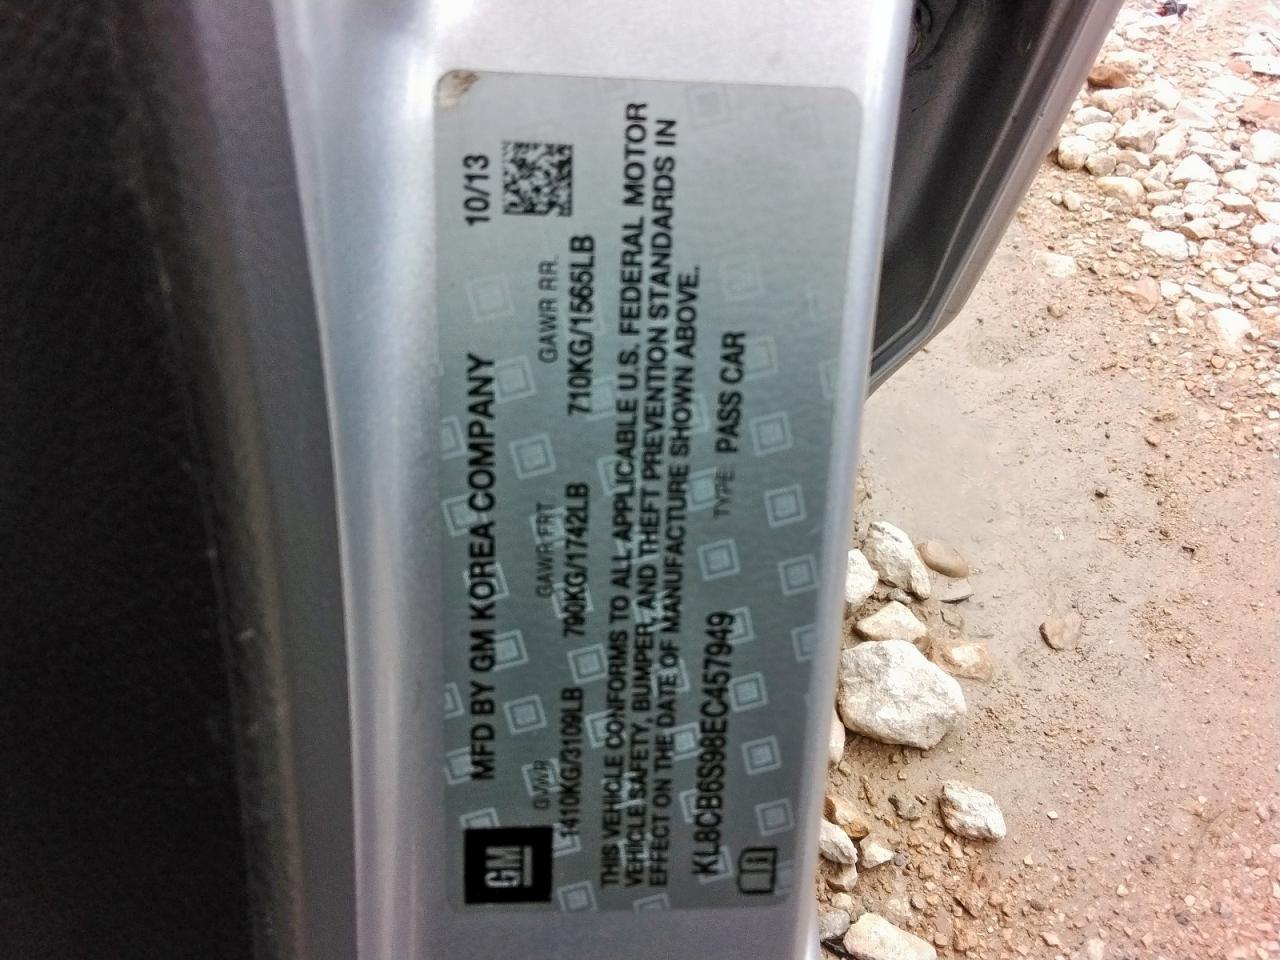 GM
MFD BY GM KOREA COMPANY 10/13
GVWR GAWR FRT GAWR RR.
1410KG/3109LB 790KG/1742LB 710KG/1565LB
THIS VEHICLE CONFORMS TO ALL APPLICABLE U.S. FEDERAL MOTOR
VEHICLE SAFETY, BUMPER, AND THEFT PREVENTION STANDARDS IN
EFFECT ON THE DATE OF MANUFACTURE SHOWN ABOVE.
KL8CB6S98EC457949 TYPE: PASS CAR